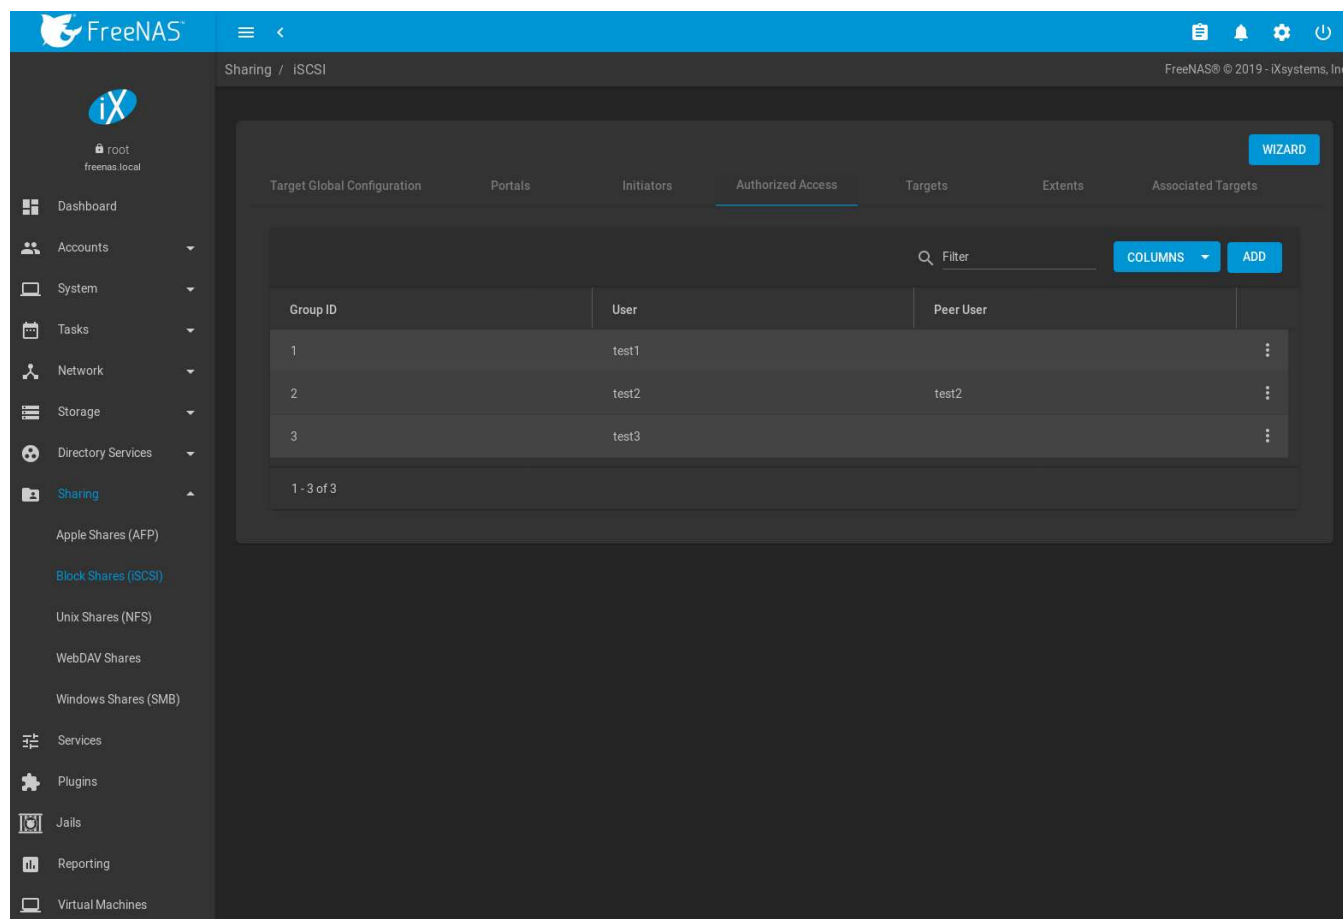 FreeNAS™
Sharing / iSCSI
FreeNAS® © 2019 - iXsystems, Inc
iX
root
freenas.local
WIZARD
Target Global Configuration Portals Initiators Authorized Access Targets Extents Associated Targets
Dashboard
Accounts
System
Tasks
Network
Storage
Directory Services
Sharing
Apple Shares (AFP)
Block Shares (iSCSI)
Unix Shares (NFS)
WebDAV Shares
Windows Shares (SMB)
Services
Plugins
Jails
Reporting
Virtual Machines
Filter COLUMNS ADD
Group ID User Peer User
1 test1
2 test2 test2
3 test3
1 - 3 of 3